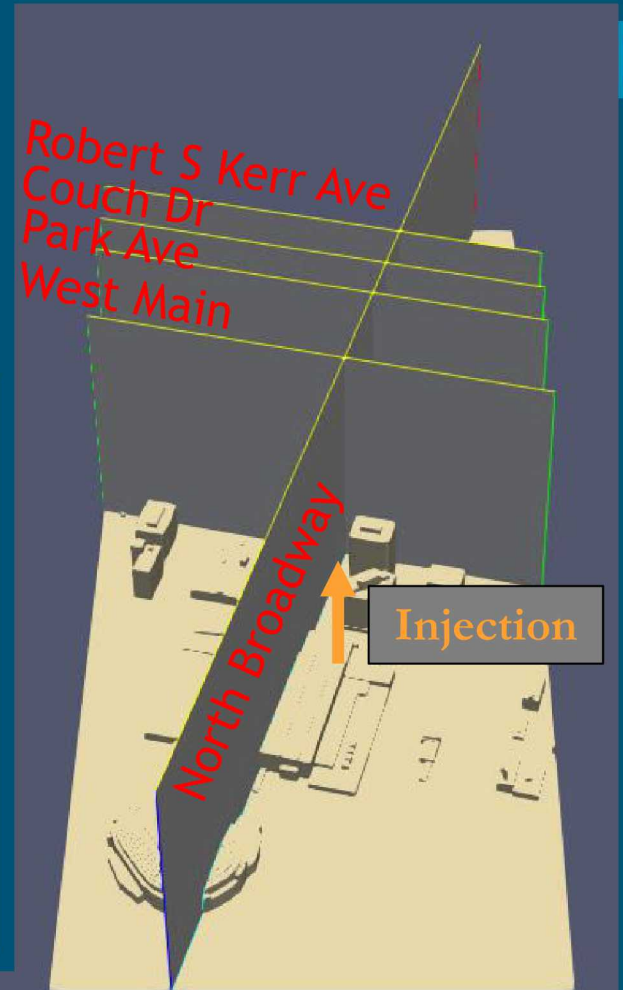 Robert S Kerr Ave
Couch Dr
Park Ave
West Main
North Broadway
Injection